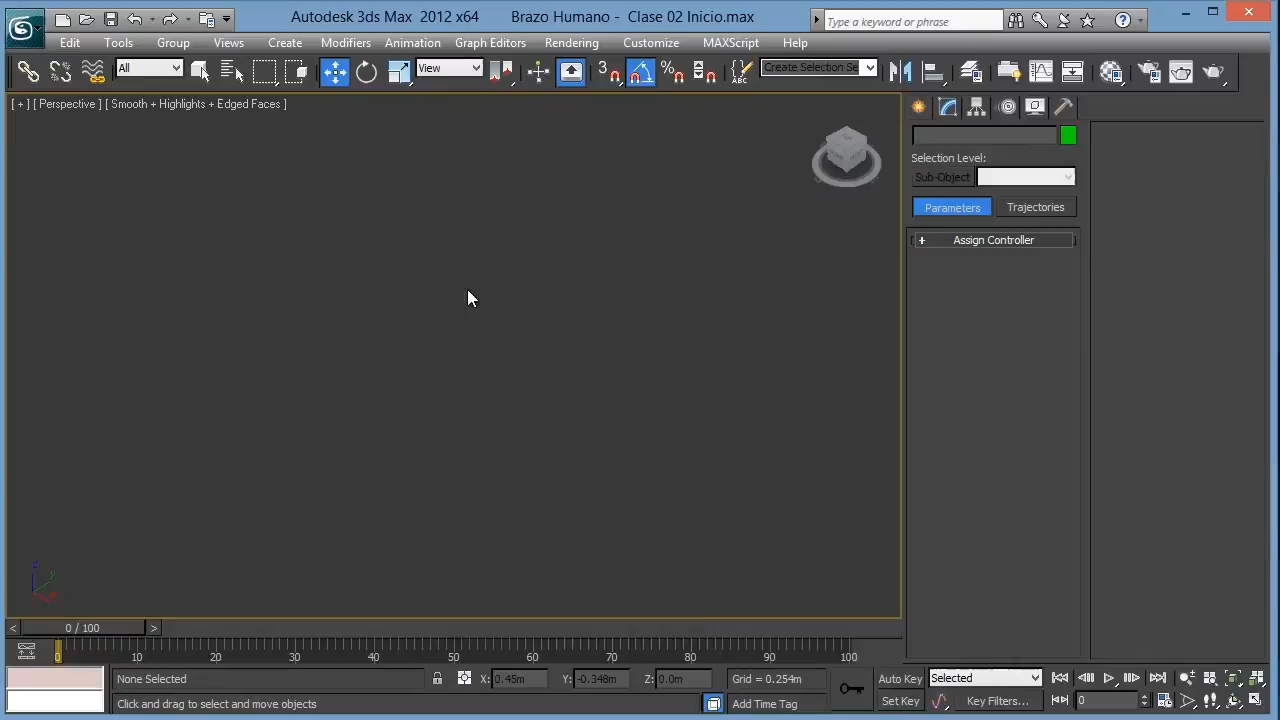 Autodesk 3ds Max 2012 x64 Brazo Humano - Clase 02 Inicio.max
Type a keyword or phrase
Edit Tools Group Views Create Modifiers Animation Graph Editors Rendering Customize MAXScript Help
All View 3 Create Selection Se
[ + ] [ Perspective ] [ Smooth + Highlights + Edged Faces ]
Selection Level:
Sub-Object
Parameters Trajectories
+ Assign Controller
z
y
x
< 0 / 100 >
0 10 20 30 40 50 60 70 80 90 100
None Selected X: 0.45m Y: -0.348m Z: 0.0m Grid = 0.254m Auto Key Selected
Click and drag to select and move objects Add Time Tag Set Key Key Filters... 0